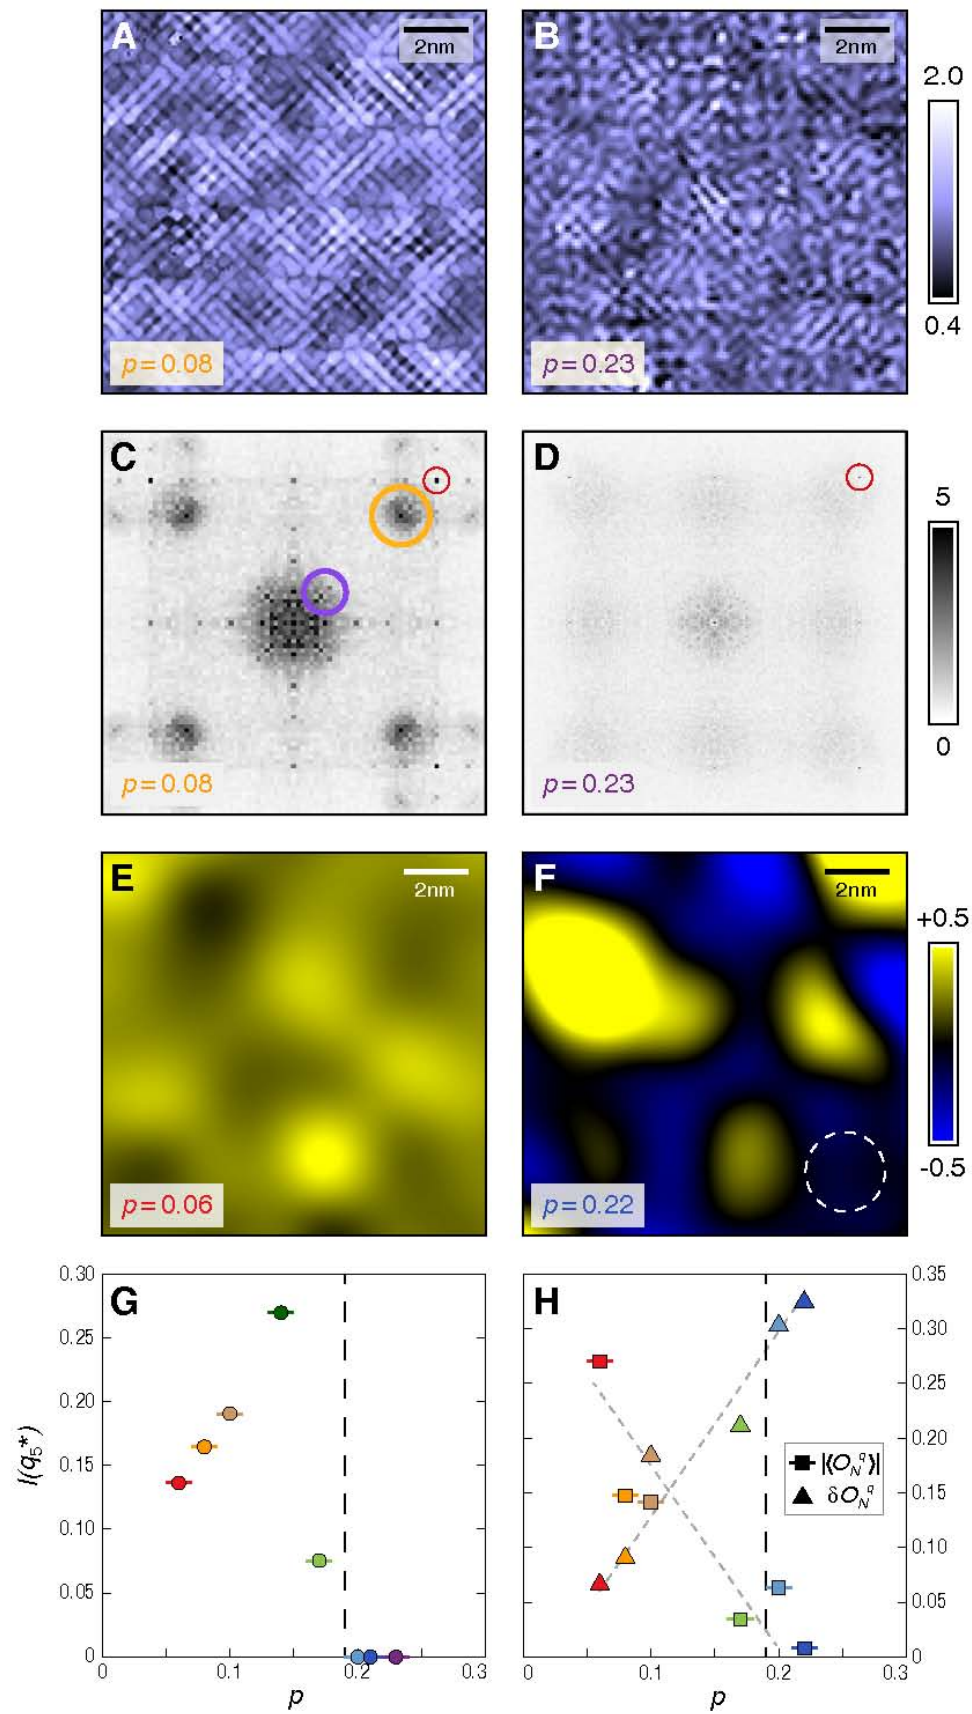 A
2nm
p=0.08
B
2nm
p=0.23
2.0
0.4
C
p=0.08
D
p=0.23
5
0
E
2nm
p=0.06
F
2nm
p=0.22
+0.5
-0.5
G
0.30
0.25
0.20
0.15
0.10
0.05
0
I(q5*)
0 0.1 0.2 0.3
p
H
0.35
0.30
0.25
0.20
0.15
0.10
0.05
0
|⟨O_N^q⟩|
δO_N^q
0 0.1 0.2 0.3
p